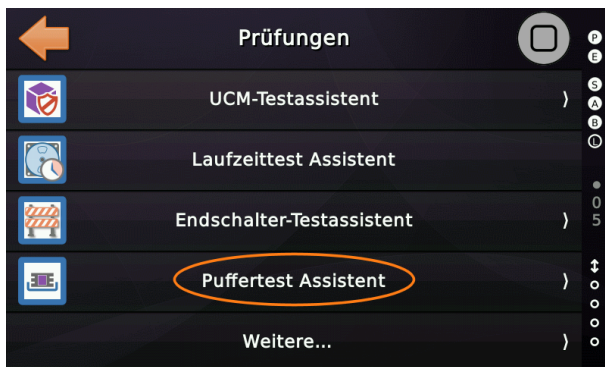 Prüfungen
UCM-Testassistent
Laufzeittest Assistent
Endschalter-Testassistent
Puffertest Assistent
Weitere...
P
E
S
A
B
L
0
5